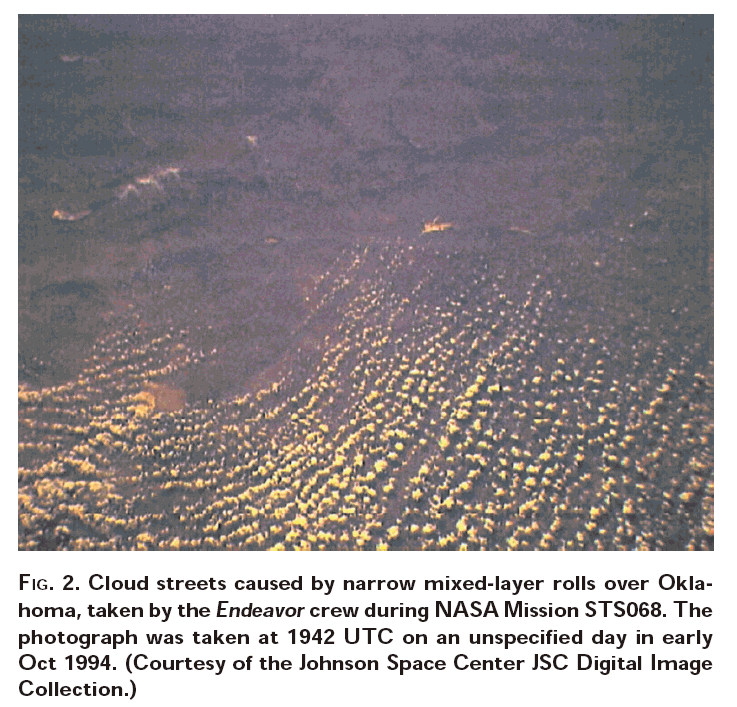 FIG. 2. Cloud streets caused by narrow mixed-layer rolls over Okla-
homa, taken by the Endeavor crew during NASA Mission STS068. The
photograph was taken at 1942 UTC on an unspecified day in early
Oct 1994. (Courtesy of the Johnson Space Center JSC Digital Image
Collection.)